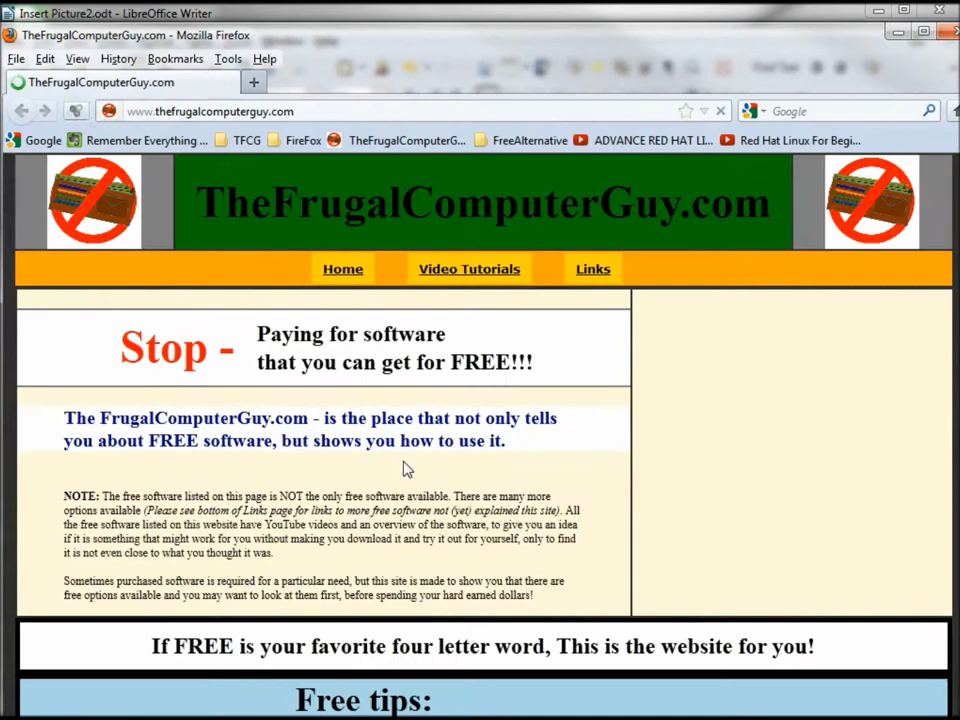 Insert Picture2.odt - LibreOffice Writer
TheFrugalComputerGuy.com - Mozilla Firefox
File Edit View History Bookmarks Tools Help
TheFrugalComputerGuy.com
www.thefrugalcomputerguy.com Google
Google Remember Everything ... TFCG FireFox TheFrugalComputerG... FreeAlternative ADVANCE RED HAT LI... Red Hat Linux For Begi...
TheFrugalComputerGuy.com
Home Video Tutorials Links
Stop - Paying for software
that you can get for FREE!!!
The FrugalComputerGuy.com - is the place that not only tells
you about FREE software, but shows you how to use it.
NOTE: The free software listed on this page is NOT the only free software available. There are many more
options available (Please see bottom of Links page for links to more free software not (yet) explained this site). All
the free software listed on this website have YouTube videos and an overview of the software, to give you an idea
if it is something that might work for you without making you download it and try it out for yourself, only to find
it is not even close to what you thought it was.
Sometimes purchased software is required for a particular need, but this site is made to show you that there are
free options available and you may want to look at them first, before spending your hard earned dollars!
If FREE is your favorite four letter word, This is the website for you!
Free tips: